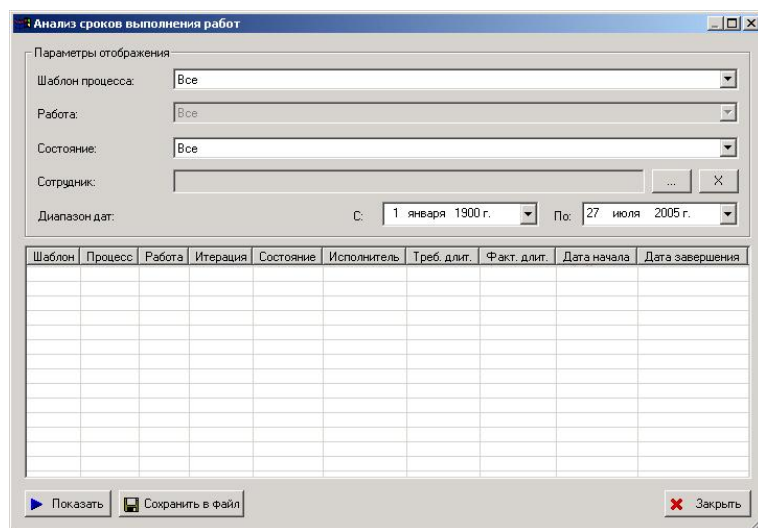 Анализ сроков выполнения работ
Параметры отображения
Шаблон процесса: Все
Работа: Все
Состояние: Все
Сотрудник: ... X
Диапазон дат: С: 1 января 1900 г. По: 27 июля 2005 г.
Шаблон Процесс Работа Итерация Состояние Исполнитель Треб. длит. Факт. длит. Дата начала Дата завершения
Показать Сохранить в файл Закрыть